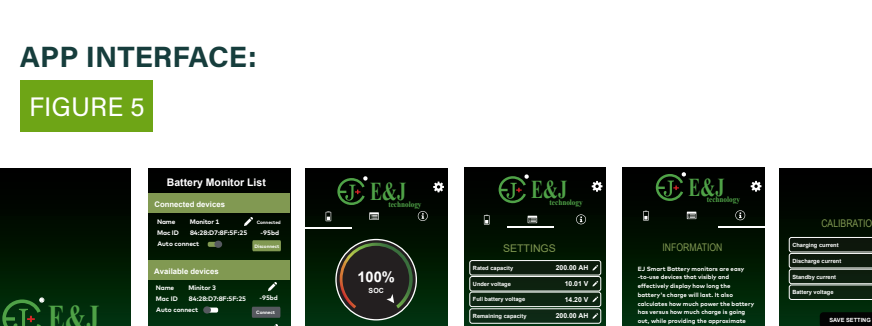 APP INTERFACE:
FIGURE 5
E&J
Battery Monitor List
Connected devices
Name Monitor 1 Connected
Mac ID 84:28:D7:8F:5F:25 -95bd
Auto connect Disconnect
Available devices
Name Minitor 3
Mac ID 84:28:D7:8F:5F:25 -95bd
Auto connect Connect
E&J
technology
100%
SOC
E&J
technology
SETTINGS
Rated capacity 200.00 AH
Under voltage 10.01 V
Full battery voltage 14.20 V
Remaining capacity 200.00 AH
E&J
technology
INFORMATION
EJ Smart Battery monitors are easy
-to-use devices that visibly and
effectively display how long the
battery's charge will last. It also
calculates how much power the battery
has versus how much charge is going
out, while providing the approximate
CALIBRATIO
Charging current
Discharge current
Standby current
Battery voltage
SAVE SETTING